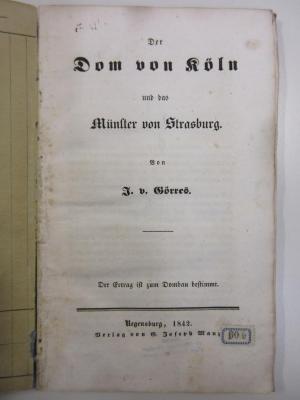 Der
Dom von Köln
und das
Münster von Strasburg.
Von
J. v. Görres.
Der Ertrag ist zum Dombau bestimmt.
Regensburg, 1842.
Verlag von G. Joseph Manz